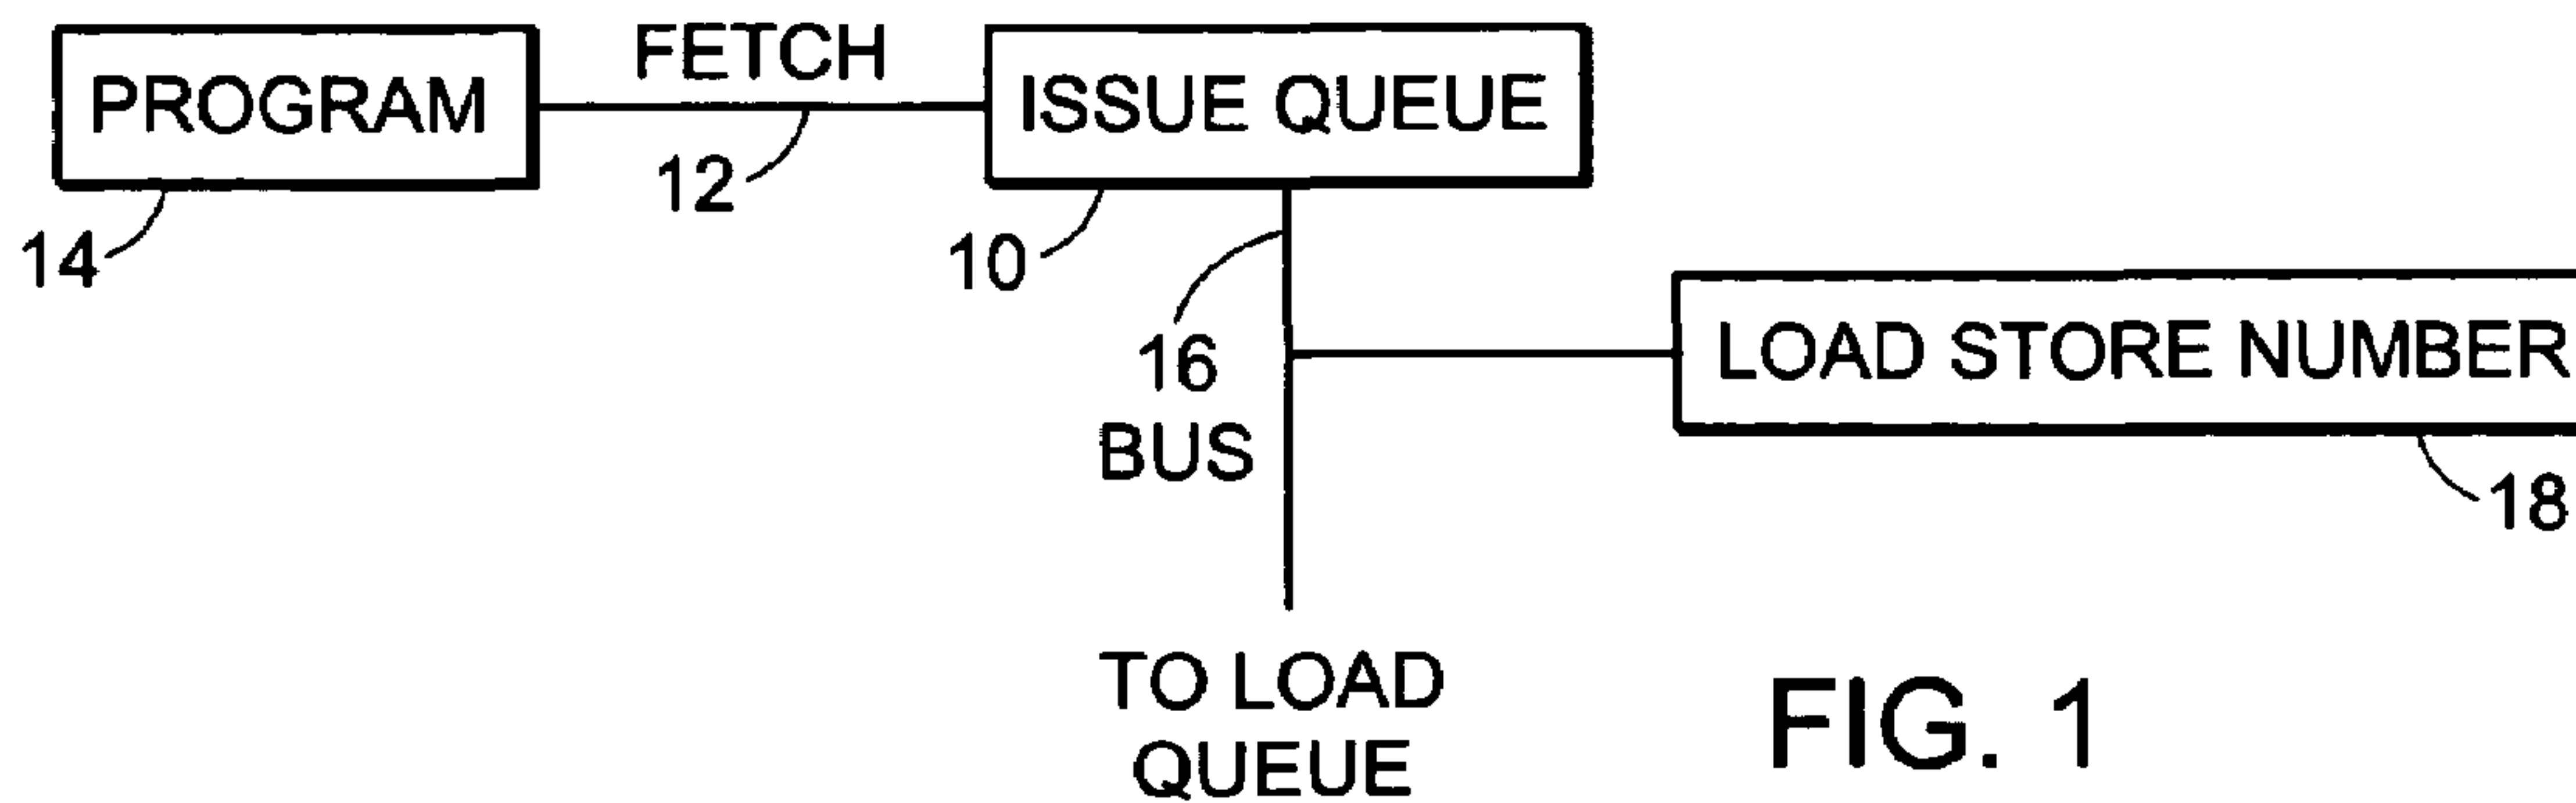 PROGRAM
FETCH
ISSUE QUEUE
12
14
10
16
BUS
LOAD STORE NUMBER
18
TO LOAD
QUEUE
FIG. 1